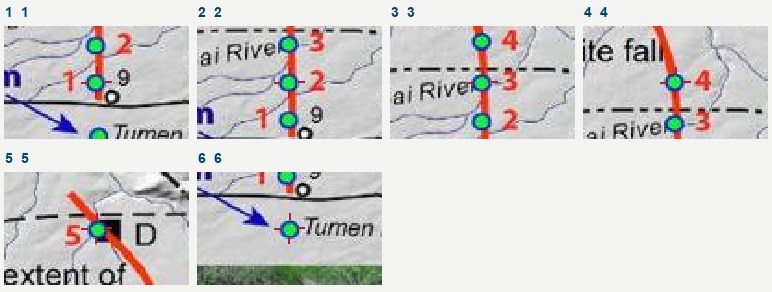 1 1
2
1 9
Tumen
2 2
3
ai River
2
1 9
3 3
4
3
ai River
2
4 4
ite fall
4
3
ai River
5 5
5 D
extent of
6 6
1 9
Tumen